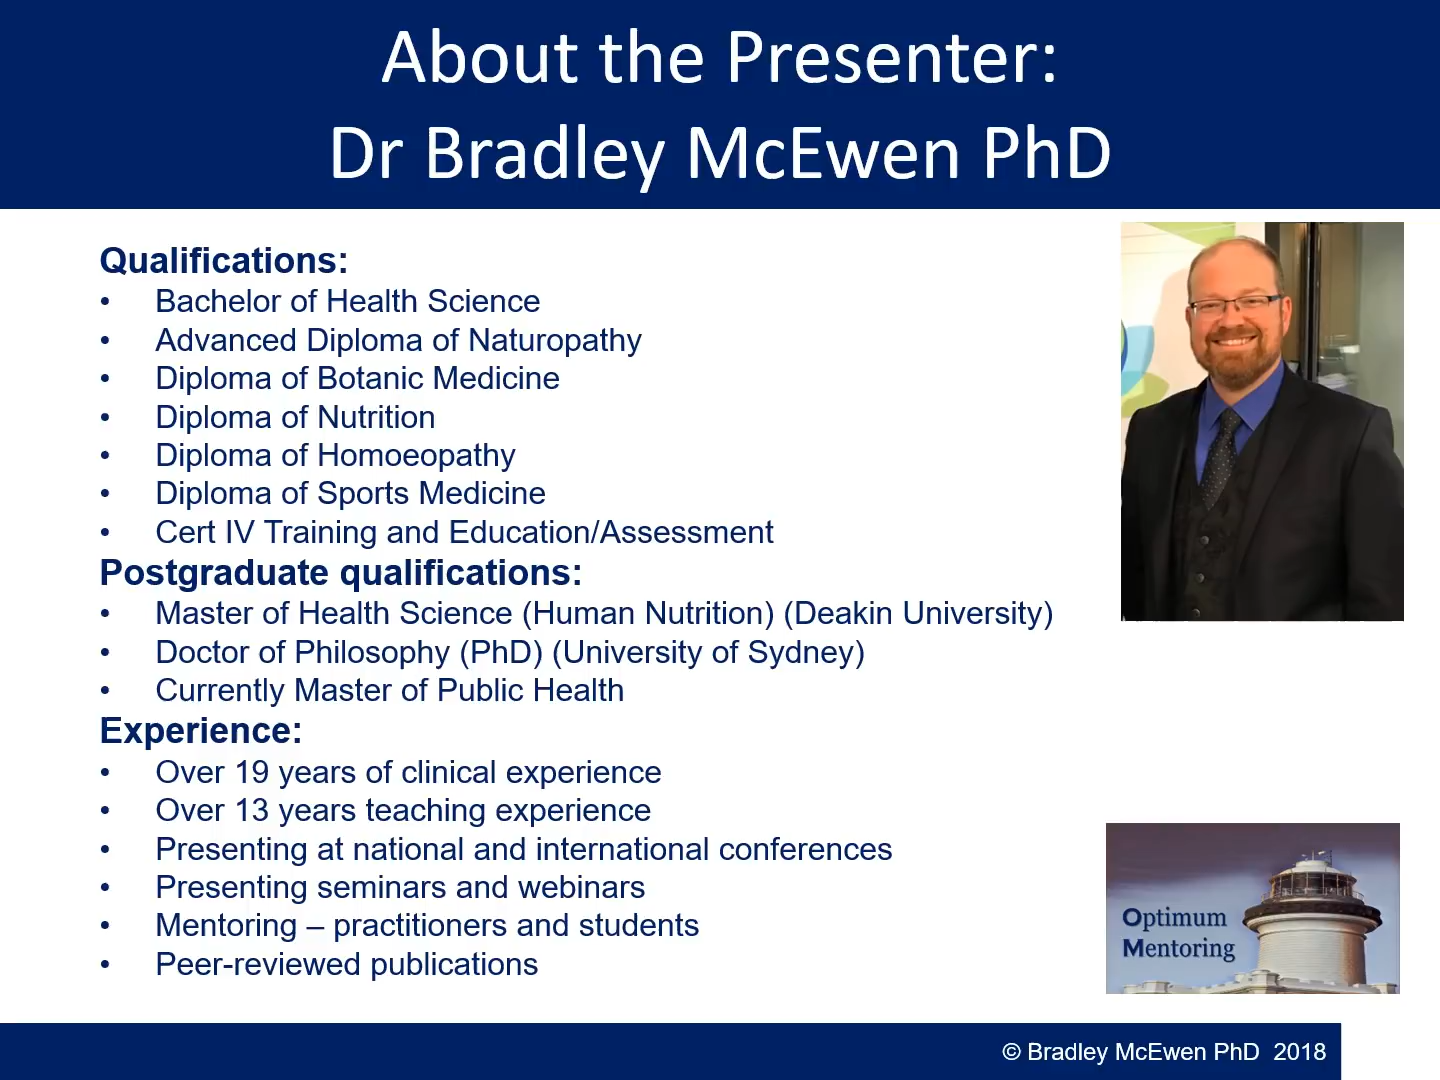 About the Presenter:
Dr Bradley McEwen PhD
Qualifications:
• Bachelor of Health Science
• Advanced Diploma of Naturopathy
• Diploma of Botanic Medicine
• Diploma of Nutrition
• Diploma of Homoeopathy
• Diploma of Sports Medicine
• Cert IV Training and Education/Assessment
Postgraduate qualifications:
• Master of Health Science (Human Nutrition) (Deakin University)
• Doctor of Philosophy (PhD) (University of Sydney)
• Currently Master of Public Health
Experience:
• Over 19 years of clinical experience
• Over 13 years teaching experience
• Presenting at national and international conferences
• Presenting seminars and webinars
• Mentoring – practitioners and students
• Peer-reviewed publications
Optimum
Mentoring
© Bradley McEwen PhD 2018